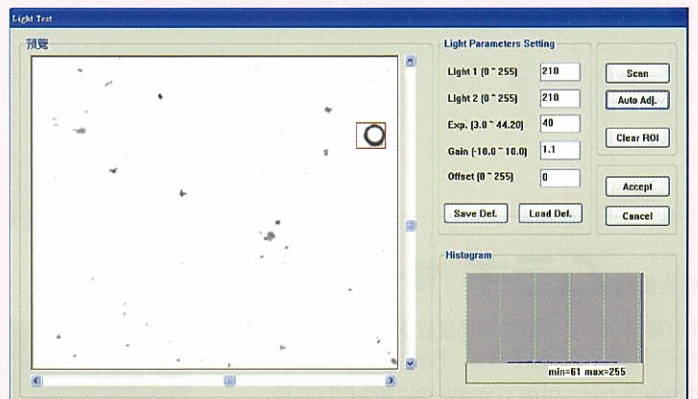 Light Test
預覽
Light Parameters Setting
Light 1 (0 ~ 255) 210
Light 2 (0 ~ 255) 210
Exp. (3.0 ~ 44.20) 40
Gain (-10.0 ~ 10.0) 1.1
Offset (0 ~ 255) 0
Save Def. Load Def.
Scan
Auto Adj.
Clear ROI
Accept
Cancel
Histogram
min=61 max=255